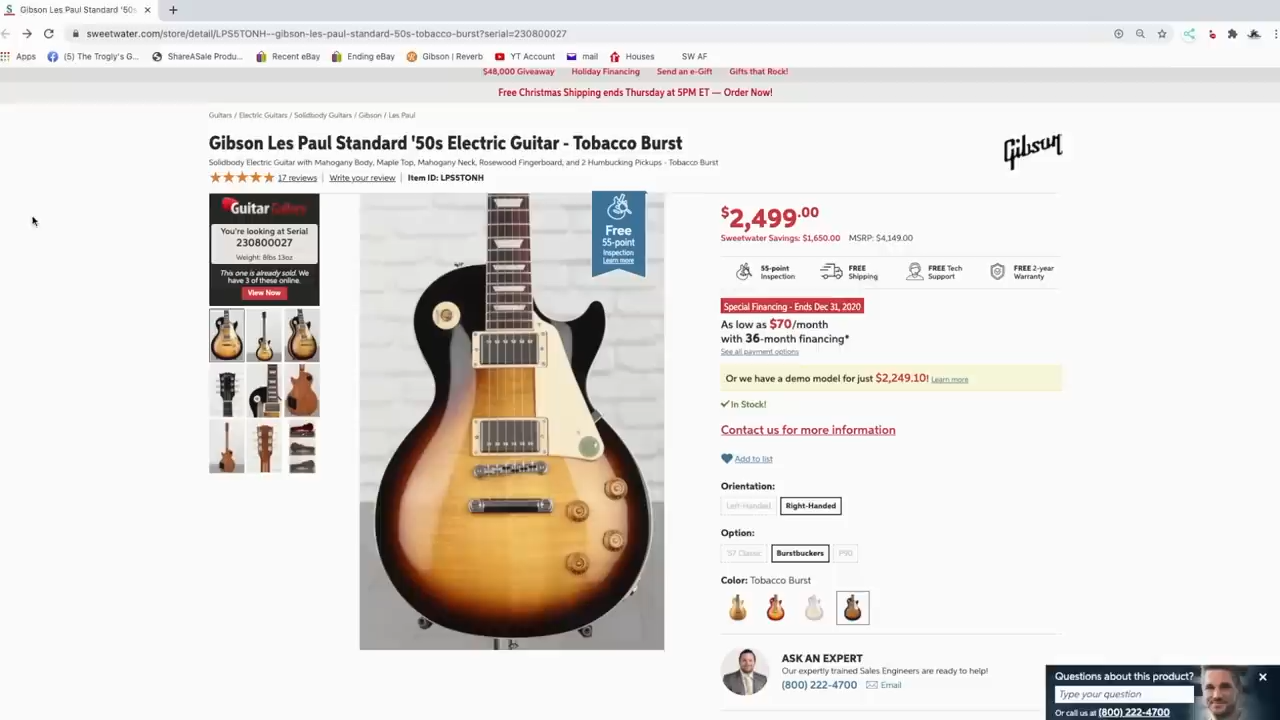 Gibson Les Paul Standard '50s
sweetwater.com/store/detail/LPS5TONH--gibson-les-paul-standard-50s-tobacco-burst?serial=230800027
Apps
(5) The Trogly's G...
ShareASale Produ...
Recent eBay
Ending eBay
Gibson | Reverb
YT Account
mail
Houses
SW AF
$48,000 Giveaway
Holiday Financing
Send an e-Gift
Gifts that Rock!
Free Christmas Shipping ends Thursday at 5PM ET — Order Now!
Guitars / Electric Guitars / Solidbody Guitars / Gibson / Les Paul
Gibson Les Paul Standard '50s Electric Guitar - Tobacco Burst
Gibson
Solidbody Electric Guitar with Mahogany Body, Maple Top, Mahogany Neck, Rosewood Fingerboard, and 2 Humbucking Pickups - Tobacco Burst
17 reviews | Write your review | Item ID: LPS5TONH
Guitar Gallery
You're looking at Serial
230800027
Weight: 8lbs 13oz
This one is already sold. We
have 3 of these online.
View Now
Free
55-point
Inspection
Learn more
$2,499.00
Sweetwater Savings: $1,650.00 MSRP: $4,149.00
55-point
Inspection
FREE
Shipping
FREE Tech
Support
FREE 2-year
Warranty
Special Financing - Ends Dec 31, 2020
As low as $70/month
with 36-month financing*
See all payment options
Or we have a demo model for just $2,249.10! Learn more
In Stock!
Contact us for more information
Add to list
Orientation:
Left-Handed
Right-Handed
Option:
'57 Classic
Burstbuckers
P90
Color: Tobacco Burst
ASK AN EXPERT
Our expertly trained Sales Engineers are ready to help!
(800) 222-4700
Email
Questions about this product?
Type your question
Or call us at (800) 222-4700